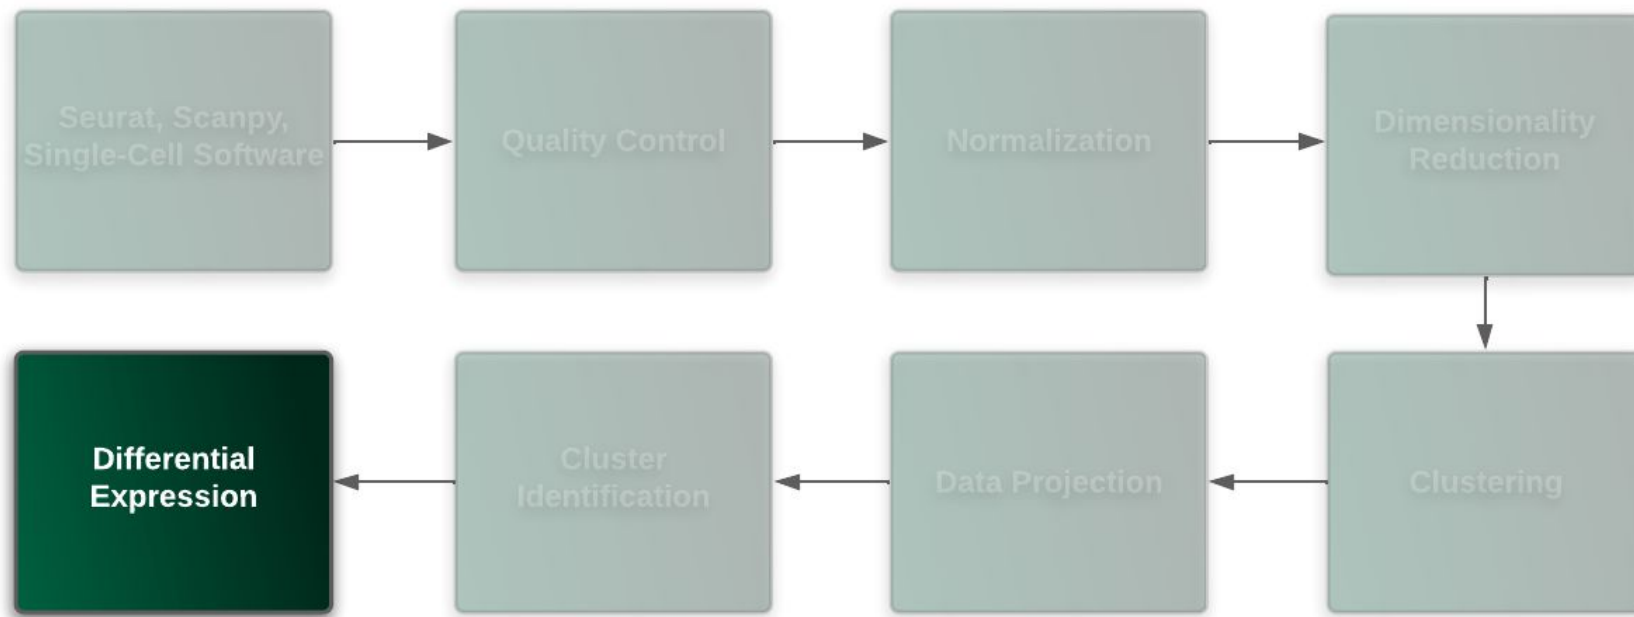 Seurat, Scanpy,
Single-Cell Software
Quality Control
Normalization
Dimensionality
Reduction
Differential
Expression
Cluster
Identification
Data Projection
Clustering